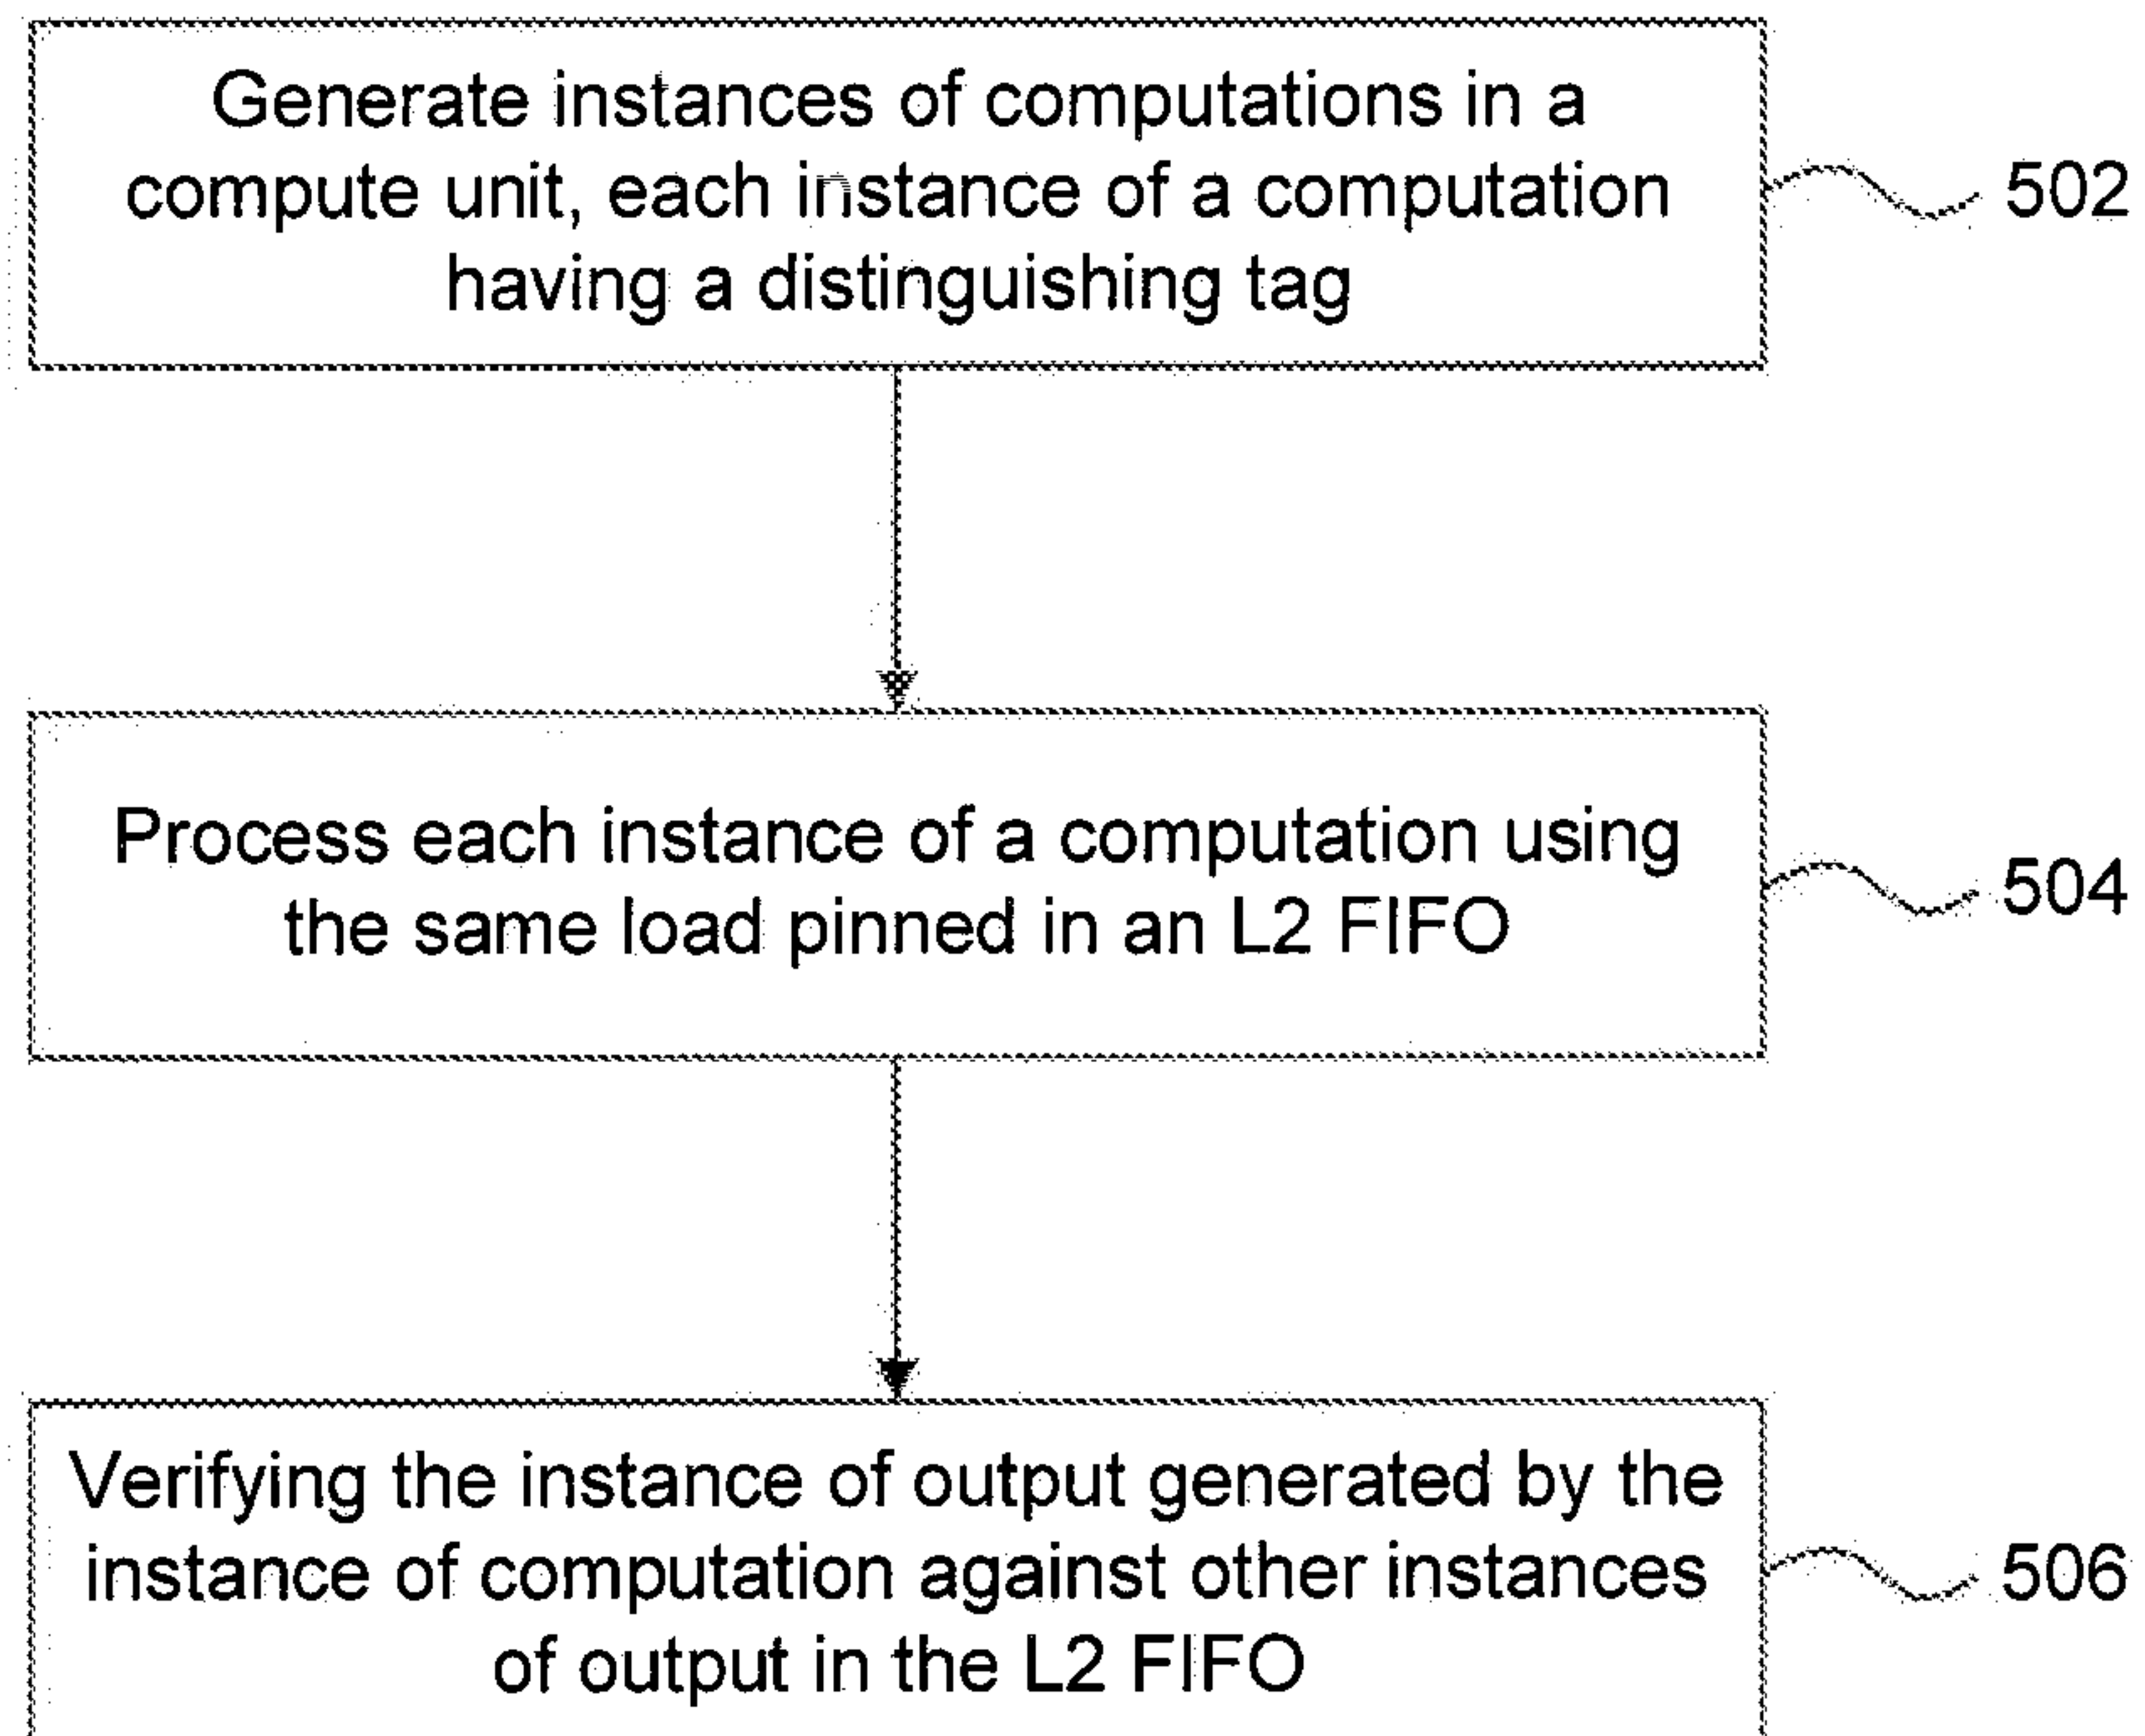 Generate instances of computations in a
compute unit, each instance of a computation
having a distinguishing tag
502
Process each instance of a computation using
the same load pinned in an L2 FIFO
504
Verifying the instance of output generated by the
instance of computation against other instances
of output in the L2 FIFO
506